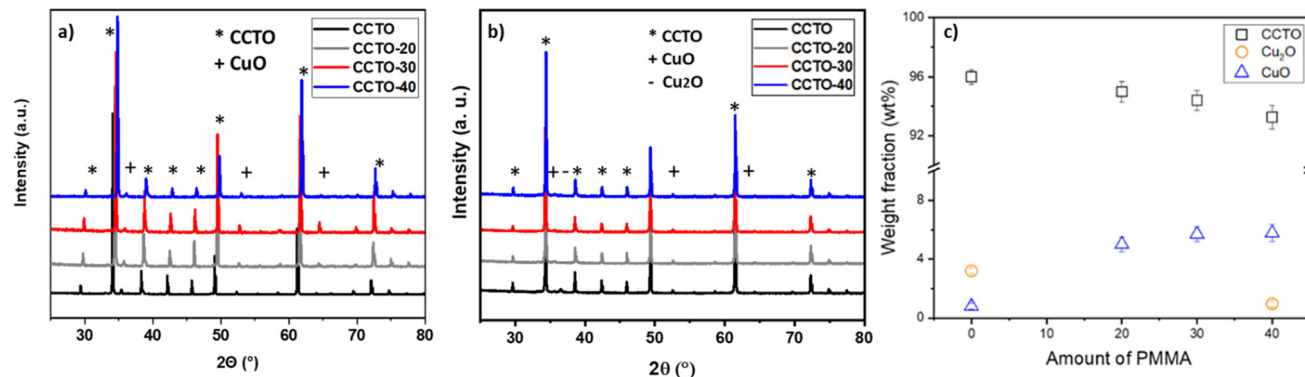 a)
* CCTO
+ CuO
CCTO
CCTO-20
CCTO-30
CCTO-40
*
*
*
* + * * * + + *
Intensity (a.u.)
30 40 50 60 70 80
2Θ (°)
b)
* CCTO
+ CuO
- Cu2O
CCTO
CCTO-20
CCTO-30
CCTO-40
*
*
* + - * * * + + *
Intensity (a. u.)
30 40 50 60 70 80
2θ (°)
c)
CCTO
Cu₂O
CuO
Weight fraction (wt%)
100
96
92
8
4
0
0 10 20 30 40
Amount of PMMA